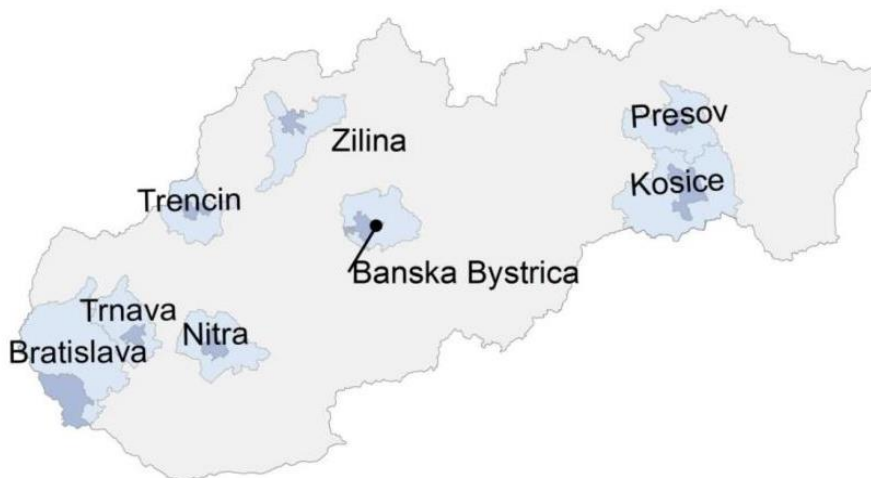 Presov
Zilina
Kosice
Trencin
Banska Bystrica
Trnava
Nitra
Bratislava